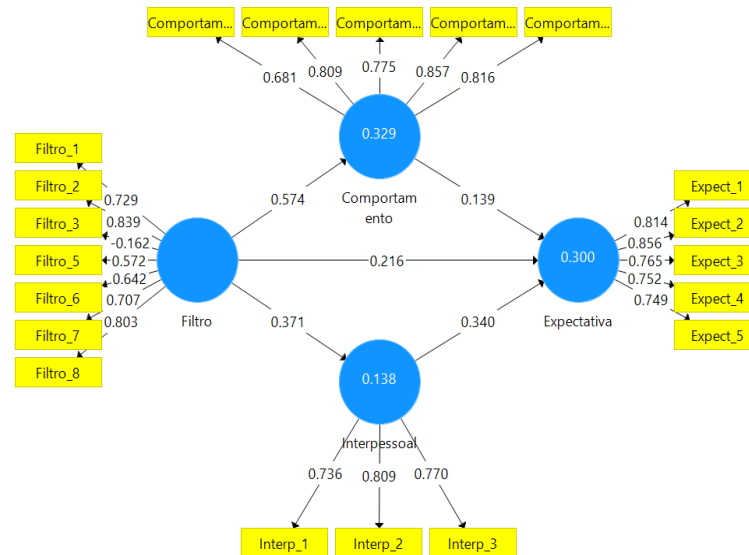 Comportam...
Comportam...
Comportam...
Comportam...
Comportam...
0.681
0.809
0.775
0.857
0.816
0.329
Comportam
ento
Filtro_1
Filtro_2
Filtro_3
Filtro_5
Filtro_6
Filtro_7
Filtro_8
0.729
0.839
-0.162
0.572
0.642
0.707
0.803
Filtro
0.574
0.139
0.216
0.371
0.340
0.300
Expectativa
0.814
0.856
0.765
0.752
0.749
Expect_1
Expect_2
Expect_3
Expect_4
Expect_5
0.138
Interpessoal
0.736
0.809
0.770
Interp_1
Interp_2
Interp_3